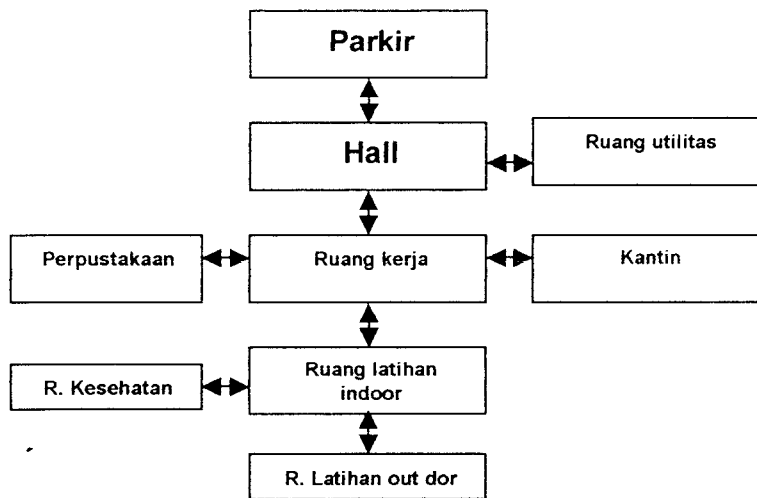 Parkir
Hall
Ruang utilitas
Perpustakaan
Ruang kerja
Kantin
R. Kesehatan
Ruang latihan
indoor
R. Latihan out dor